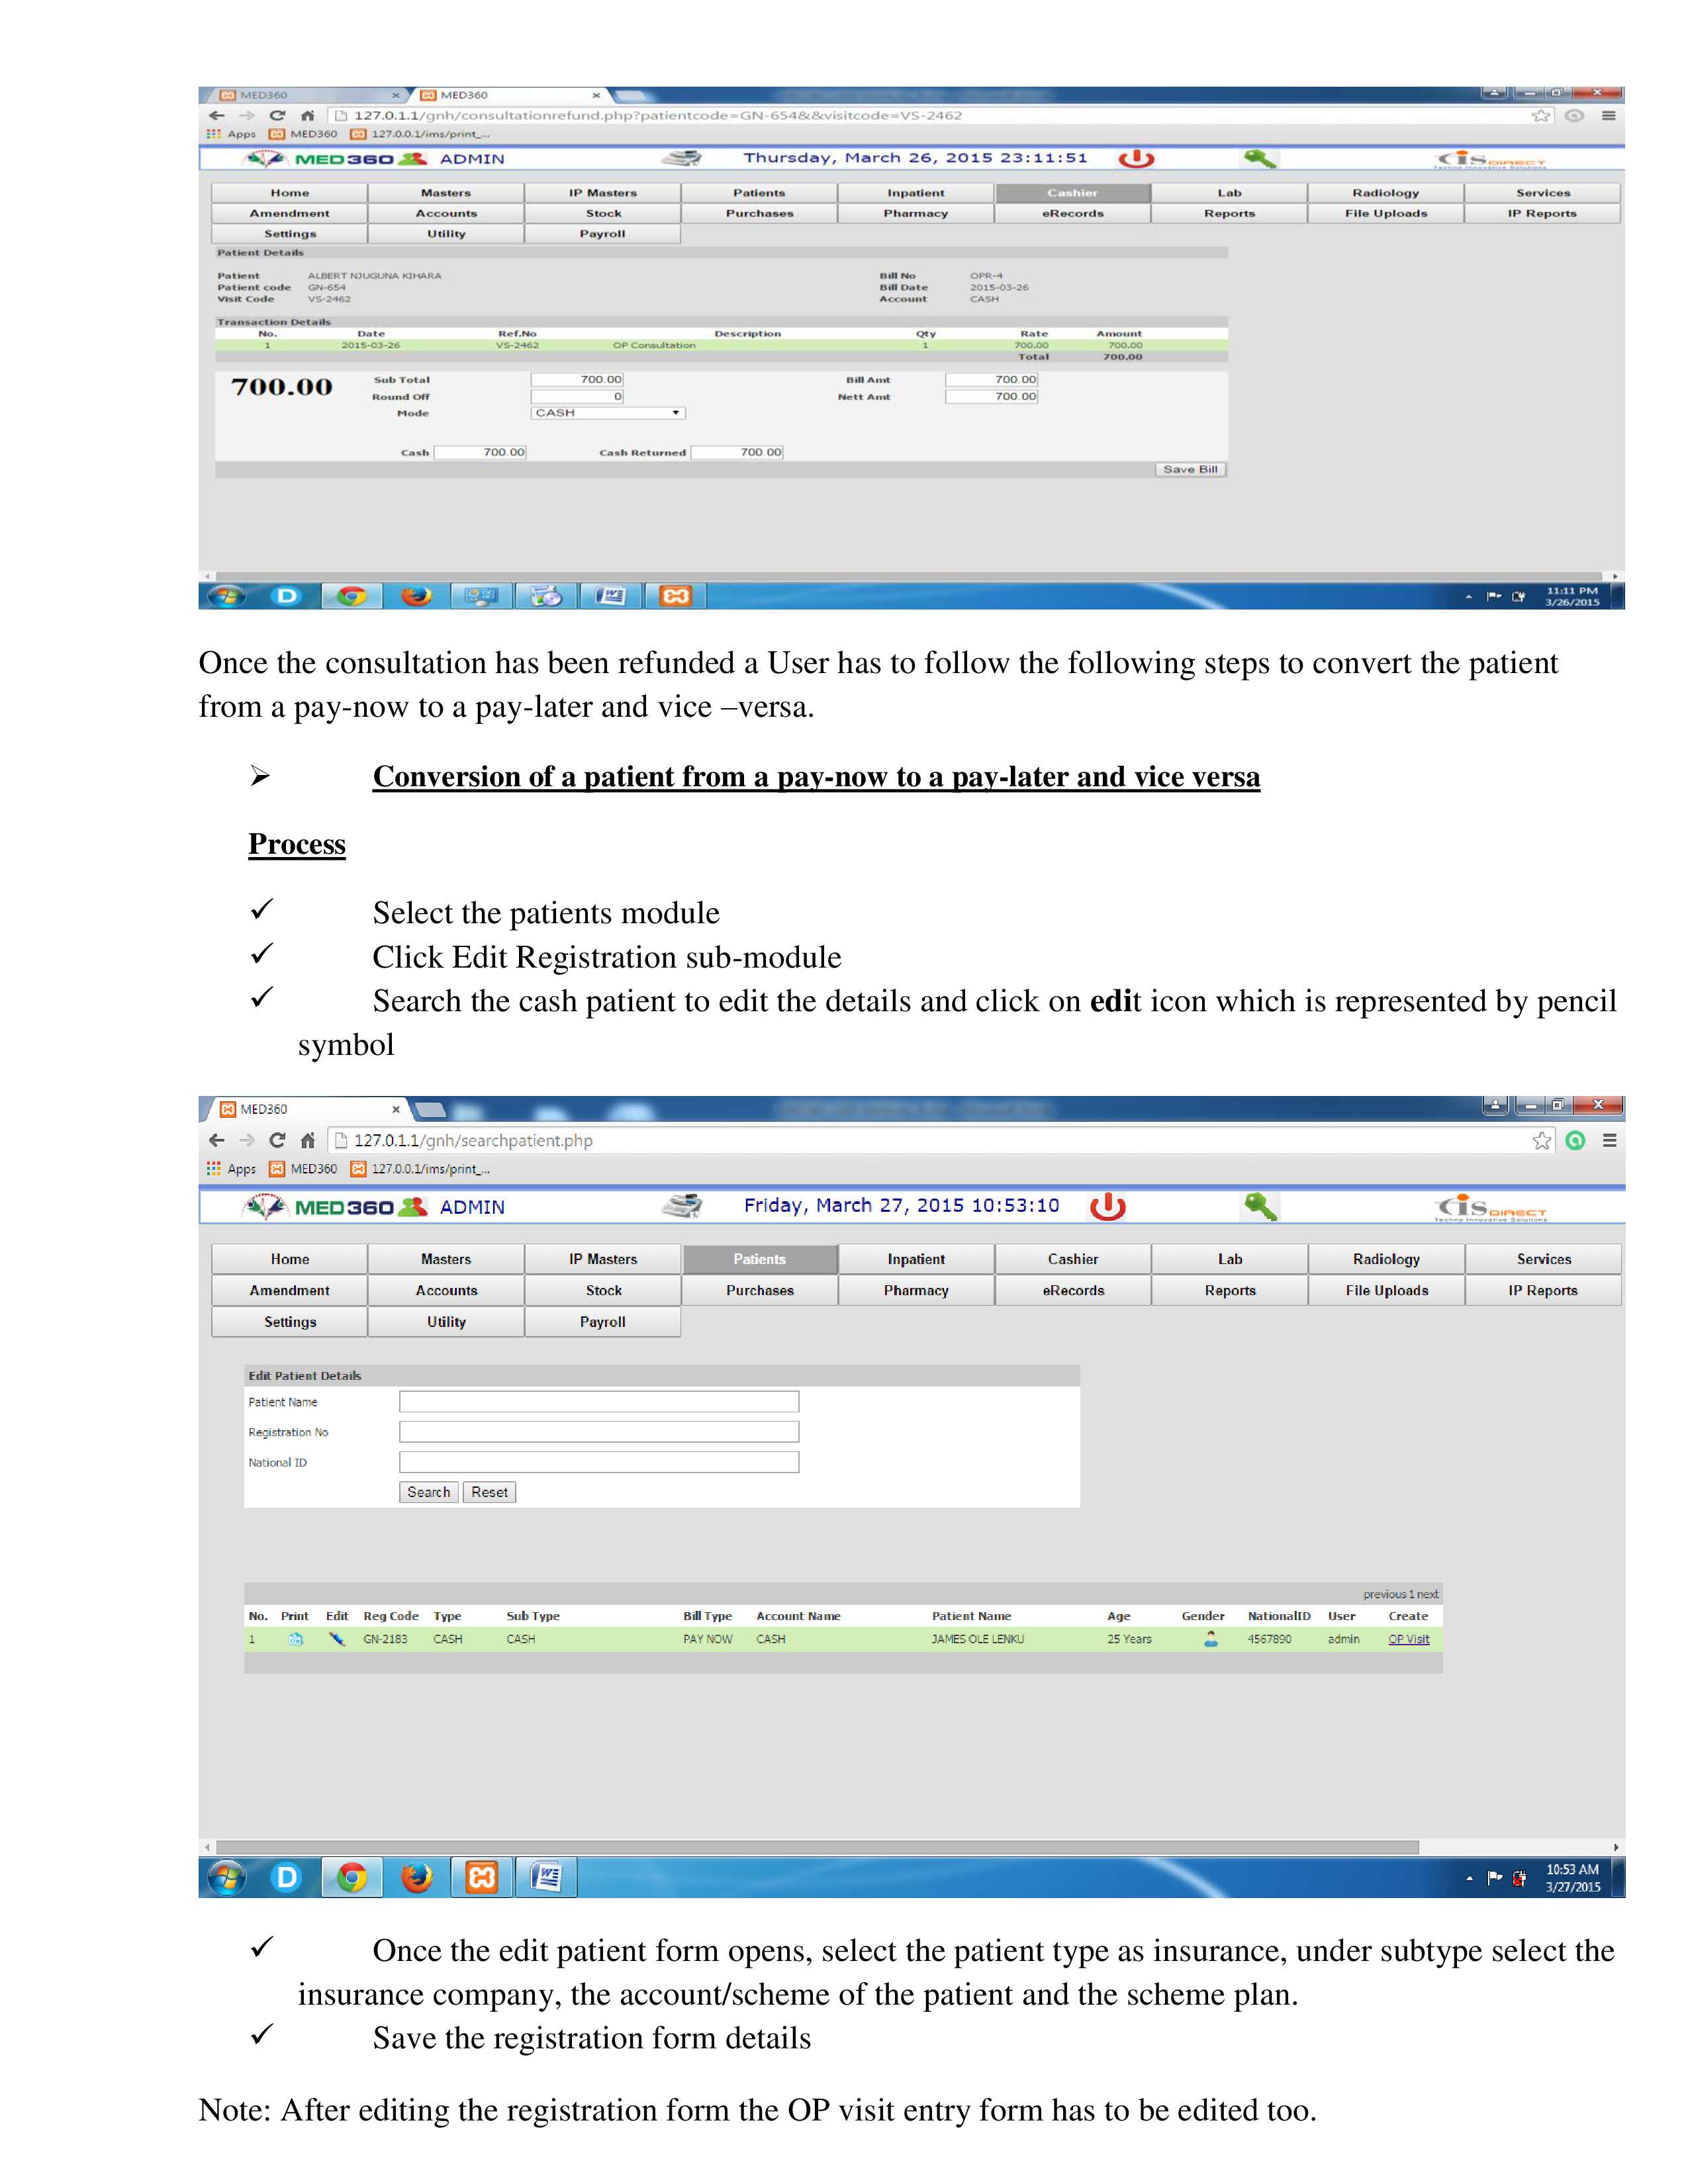 MED360 MED360
127.0.1.1/gnh/consultationrefund.php?patientcode=GN-654&&visitcode=VS-2462
Apps MED360 127.0.0.1/ims/print_...
MED360 ADMIN Thursday, March 26, 2015 23:11:51 CIS DIRECT
Home Masters IP Masters Patients Inpatient Cashier Lab Radiology Services
Amendment Accounts Stock Purchases Pharmacy eRecords Reports File Uploads IP Reports
Settings Utility Payroll
Patient Details
Patient ALBERT NJUGUNA KIHARA Bill No OPR-4
Patient code GN-654 Bill Date 2015-03-26
Visit Code VS-2462 Account CASH
Transaction Details
No. Date Ref.No Description Qty Rate Amount
1 2015-03-26 VS-2462 OP Consultation 1 700.00 700.00
Total 700.00
700.00 Sub Total 700.00 Bill Amt 700.00
Round Off 0 Nett Amt 700.00
Mode CASH
Cash 700.00 Cash Returned 700.00
Save Bill
11:11 PM
3/26/2015
Once the consultation has been refunded a User has to follow the following steps to convert the patient
from a pay-now to a pay-later and vice –versa.
➢ Conversion of a patient from a pay-now to a pay-later and vice versa
Process
✓ Select the patients module
✓ Click Edit Registration sub-module
✓ Search the cash patient to edit the details and click on edit icon which is represented by pencil
symbol
MED360
127.0.1.1/gnh/searchpatient.php
Apps MED360 127.0.0.1/ims/print_...
MED360 ADMIN Friday, March 27, 2015 10:53:10 CIS DIRECT
Techno Innovative Solutions
Home Masters IP Masters Patients Inpatient Cashier Lab Radiology Services
Amendment Accounts Stock Purchases Pharmacy eRecords Reports File Uploads IP Reports
Settings Utility Payroll
Edit Patient Details
Patient Name
Registration No
National ID
Search Reset
previous 1 next
No. Print Edit Reg Code Type Sub Type Bill Type Account Name Patient Name Age Gender NationalID User Create
1 GN-2183 CASH CASH PAY NOW CASH JAMES OLE LENKU 25 Years 4567890 admin OP Visit
10:53 AM
3/27/2015
✓ Once the edit patient form opens, select the patient type as insurance, under subtype select the
insurance company, the account/scheme of the patient and the scheme plan.
✓ Save the registration form details
Note: After editing the registration form the OP visit entry form has to be edited too.